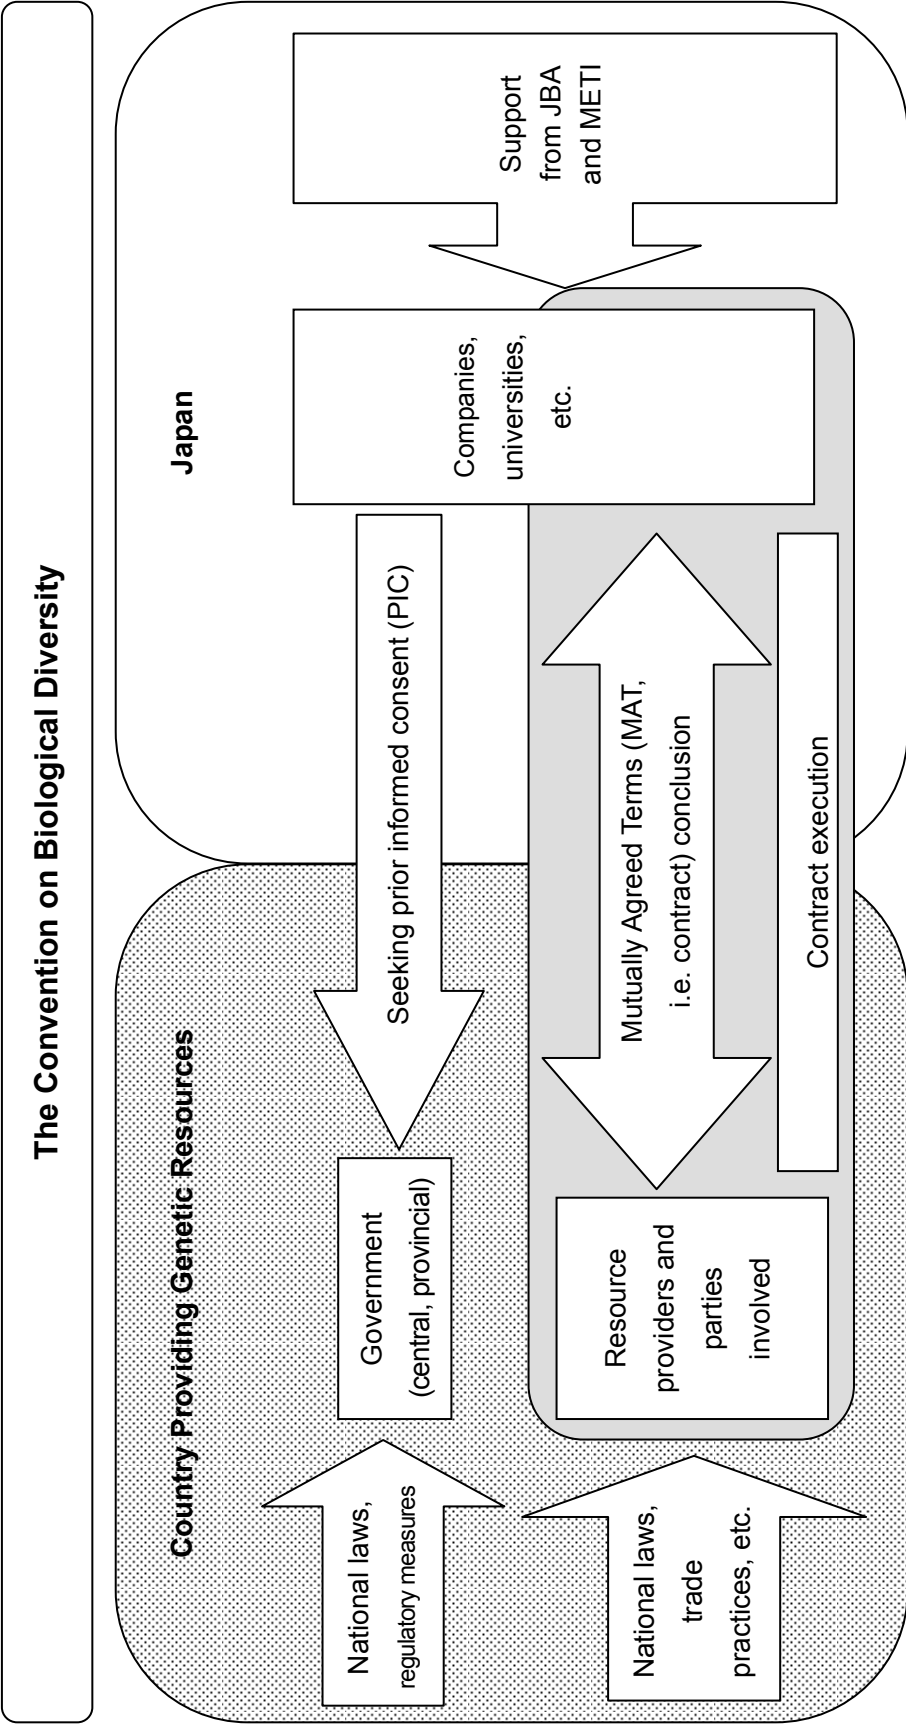 The Convention on Biological Diversity
Country Providing Genetic Resources
Japan
National laws,
regulatory measures
Government
(central, provincial)
Seeking prior informed consent (PIC)
Companies,
universities,
etc.
Support
from JBA
and METI
National laws,
trade
practices, etc.
Resource
providers and
parties
involved
Mutually Agreed Terms (MAT,
i.e. contract) conclusion
Contract execution